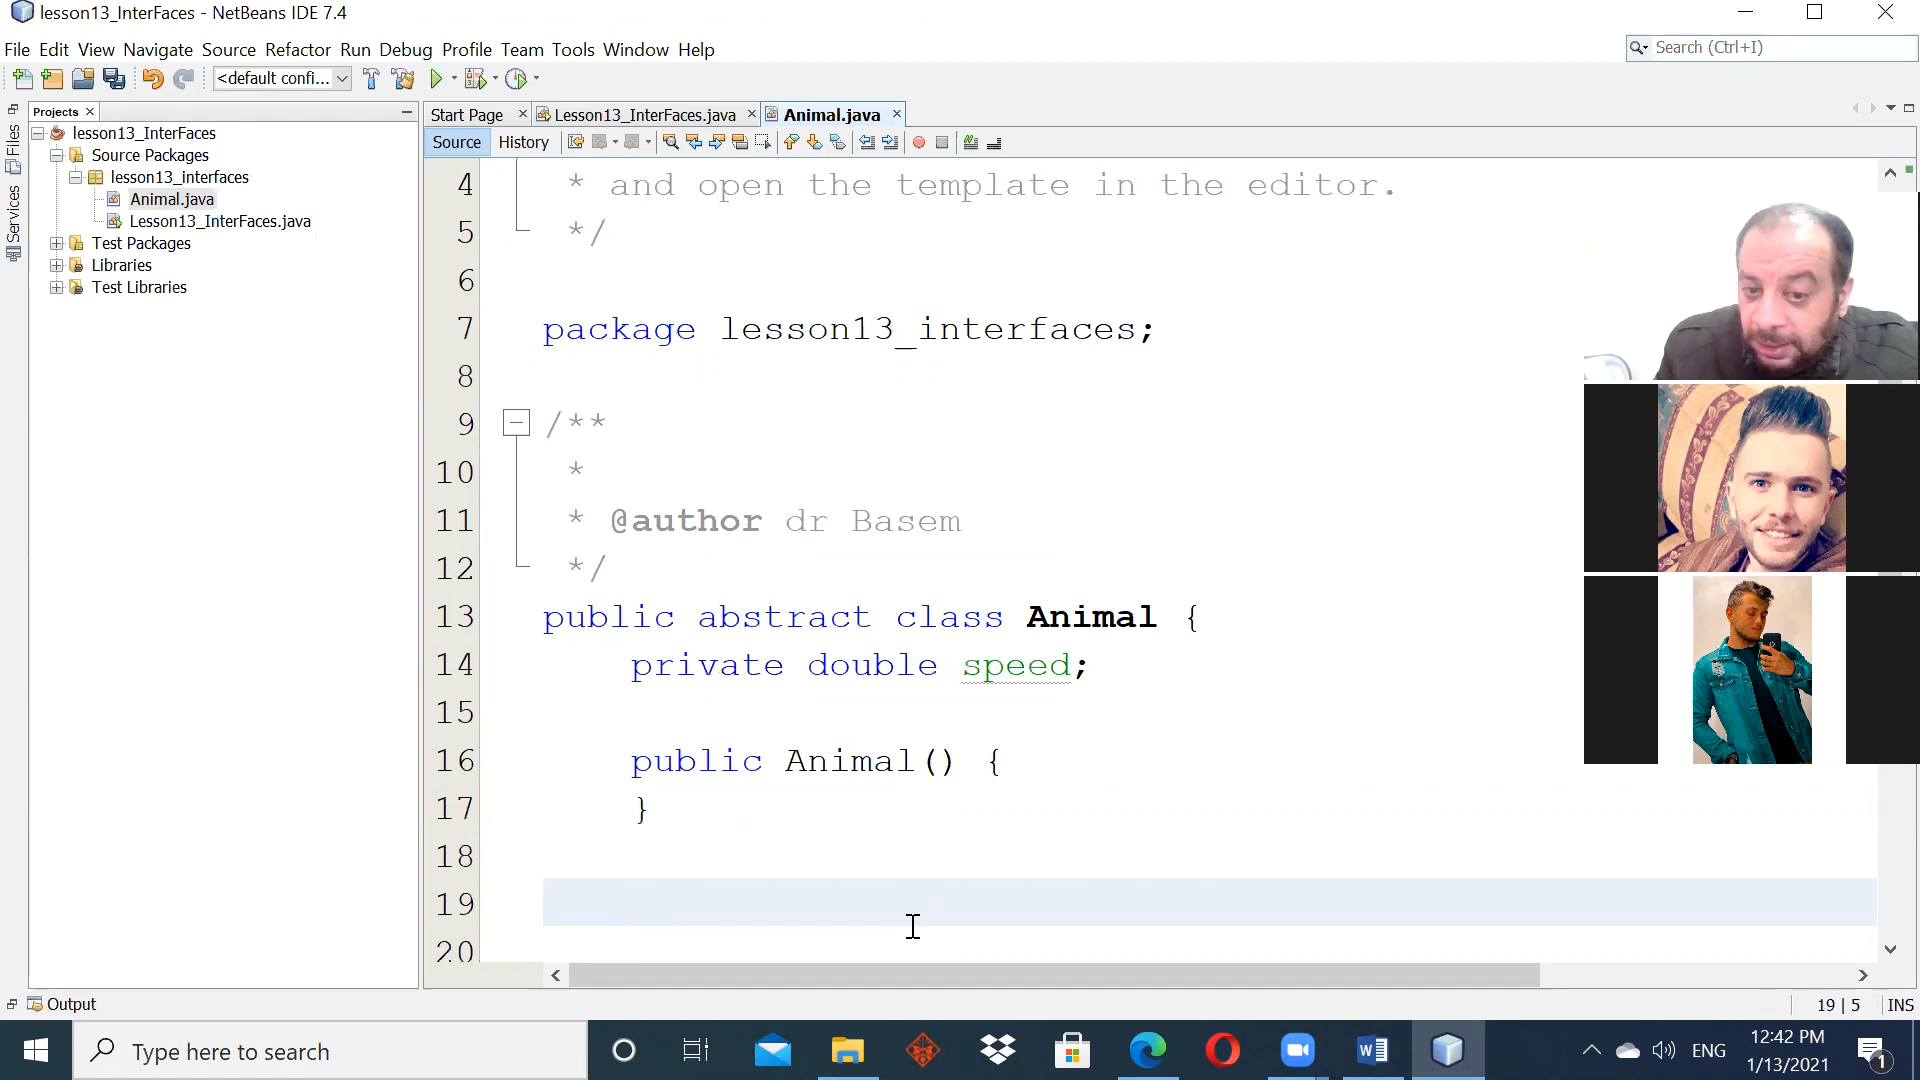 lesson13_InterFaces - NetBeans IDE 7.4
File Edit View Navigate Source Refactor Run Debug Profile Team Tools Window Help
Search (Ctrl+I)
<default confi...
Projects
Files
Services
lesson13_InterFaces
Source Packages
lesson13_interfaces
Animal.java
Lesson13_InterFaces.java
Test Packages
Libraries
Test Libraries
Start Page Lesson13_InterFaces.java Animal.java
Source History
4 * and open the template in the editor.
5 */
6
7 package lesson13_interfaces;
8
9 /**
10 *
11 * @author dr Basem
12 */
13 public abstract class Animal {
14 private double speed;
15
16 public Animal() {
17 }
18
19
20
Output
19 | 5 INS
Type here to search
ENG
12:42 PM
1/13/2021
1